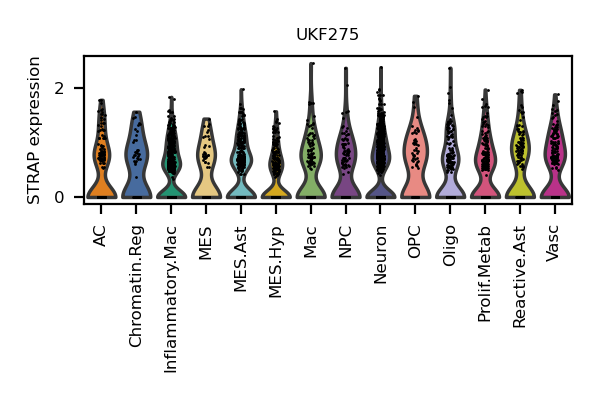 UKF275
STRAP expression
2
0
AC
Chromatin.Reg
Inflammatory.Mac
MES
MES.Ast
MES.Hyp
Mac
NPC
Neuron
OPC
Oligo
Prolif.Metab
Reactive.Ast
Vasc